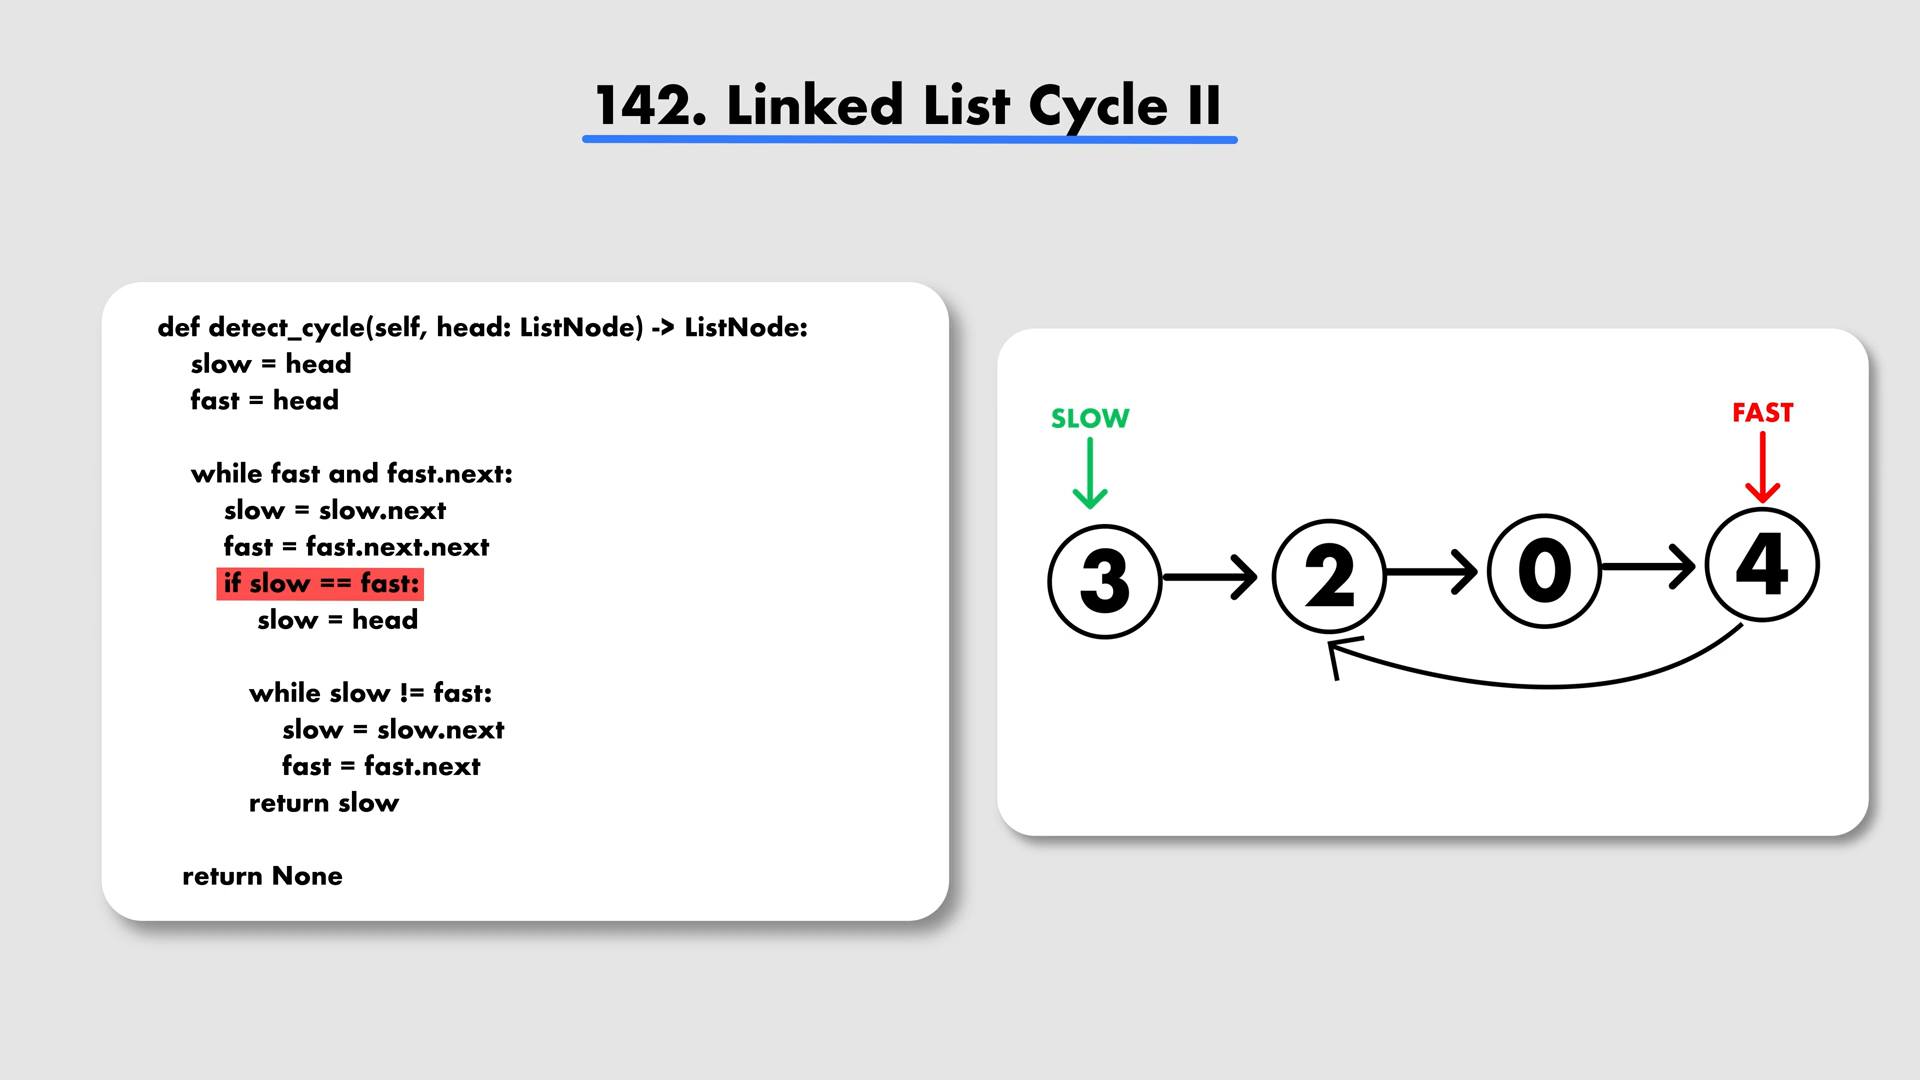 142. Linked List Cycle II
def detect_cycle(self, head: ListNode) -> ListNode:
slow = head
fast = head
while fast and fast.next:
slow = slow.next
fast = fast.next.next
if slow == fast:
slow = head
while slow != fast:
slow = slow.next
fast = fast.next
return slow
return None
SLOW
FAST
3
2
0
4